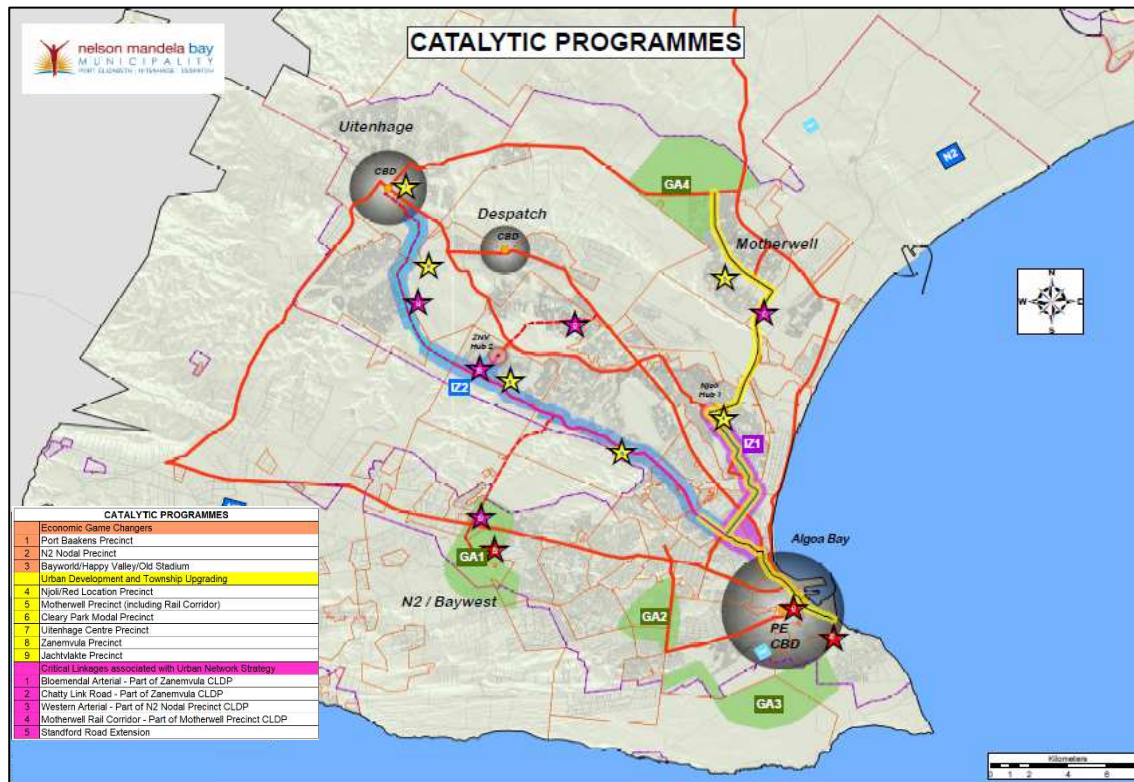 nelson mandela bay
MUNICIPALITY
PORT ELIZABETH · UITENHAGE · DESPATCH
CATALYTIC PROGRAMMES
Uitenhage
CBD
Despatch
CBD
GA4
N2
Motherwell
N
W E
S
ZNV
Hub 2
IZ2
Njoli
Hub 1
IZ1
GA1
N2 / Baywest
GA2
Algoa Bay
PE
CBD
GA3
CATALYTIC PROGRAMMES
Economic Game Changers
1 Port Baakens Precinct
2 N2 Nodal Precinct
3 Bayworld/Happy Valley/Old Stadium
Urban Development and Township Upgrading
4 Njoli/Red Location Precinct
5 Motherwell Precinct (including Rail Corridor)
6 Cleary Park Modal Precinct
7 Uitenhage Centre Precinct
8 Zanemvula Precinct
9 Jachtvlakte Precinct
Critical Linkages associated with Urban Network Strategy
1 Bloemendal Arterial - Part of Zanemvula CLDP
2 Chatty Link Road - Part of Zanemvula CLDP
3 Western Arterial - Part of N2 Nodal Precinct CLDP
4 Motherwell Rail Corridor - Part of Motherwell Precinct CLDP
5 Standford Road Extension
Kilometers
0 1 2 4 6